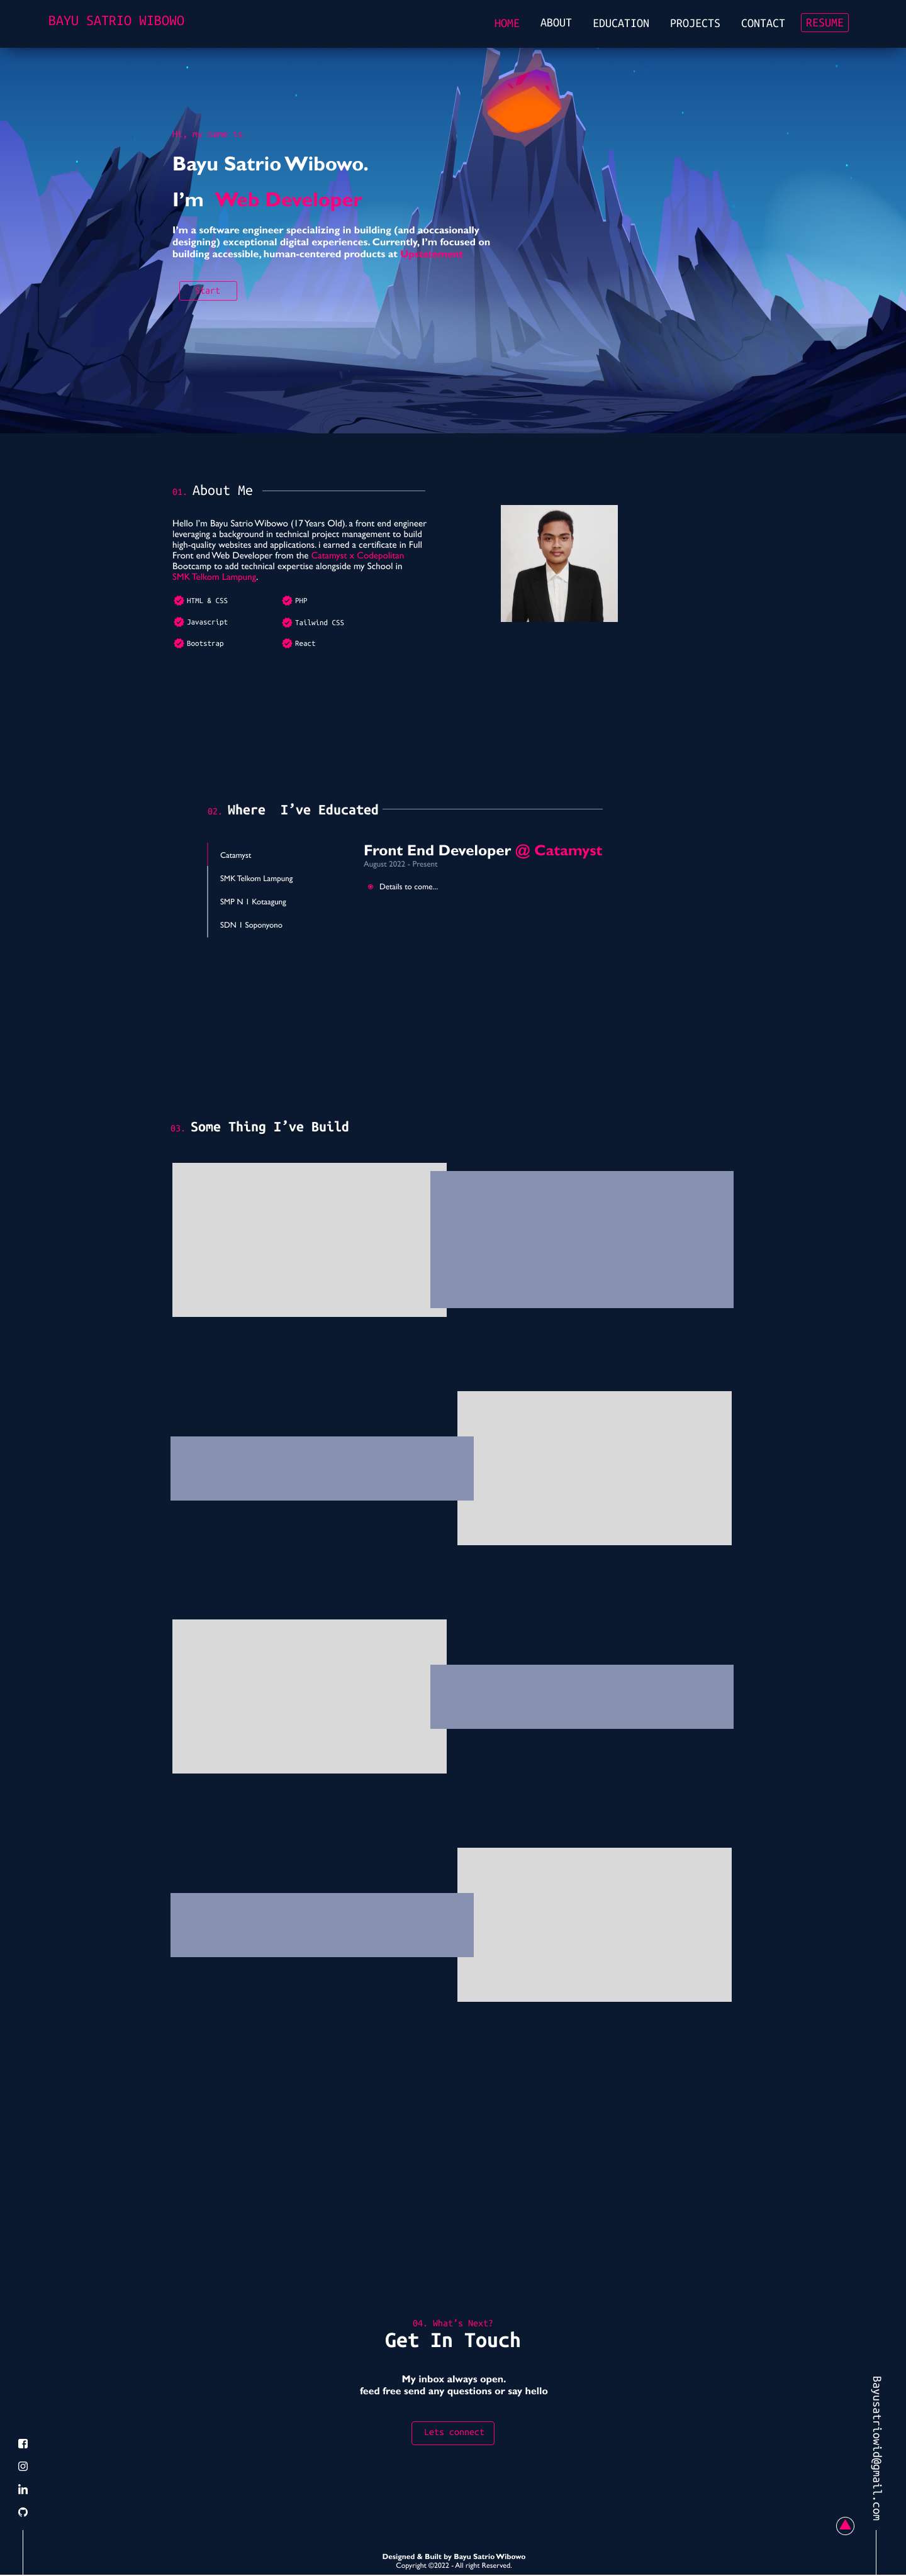 BAYU SATRIO WIBOWO
HOME ABOUT EDUCATION PROJECTS CONTACT RESUME
Hi, my name is
Bayu Satrio Wibowo.
I'm Web Developer
I'm a software engineer specializing in building (and aoccasionally
designing) exceptional digital experiences. Currently, I'm focused on
building accessible, human-centered products at Upstatement
Start
01. About Me
Hello I'm Bayu Satrio Wibowo (17 Years Old). a front end engineer
leveraging a background in technical project management to build
high-quality websites and applications. i earned a certificate in Full
Front end Web Developer from the Catamyst x Codepolitan
Bootcamp to add technical expertise alongside my School in
SMK Telkom Lampung.
HTML & CSS PHP
Javascript Tailwind CSS
Bootstrap React
02. Where I've Educated
Catamyst
SMK Telkom Lampung
SMP N 1 Kotaagung
SDN 1 Soponyono
Front End Developer @ Catamyst
August 2022 - Present
Details to come...
03. Some Thing I've Build
04. What's Next?
Get In Touch
My inbox always open.
feed free send any questions or say hello
Lets connect
Bayusatriowid@gmail.com
Designed & Built by Bayu Satrio Wibowo
Copyright ©2022 - All right Reserved.